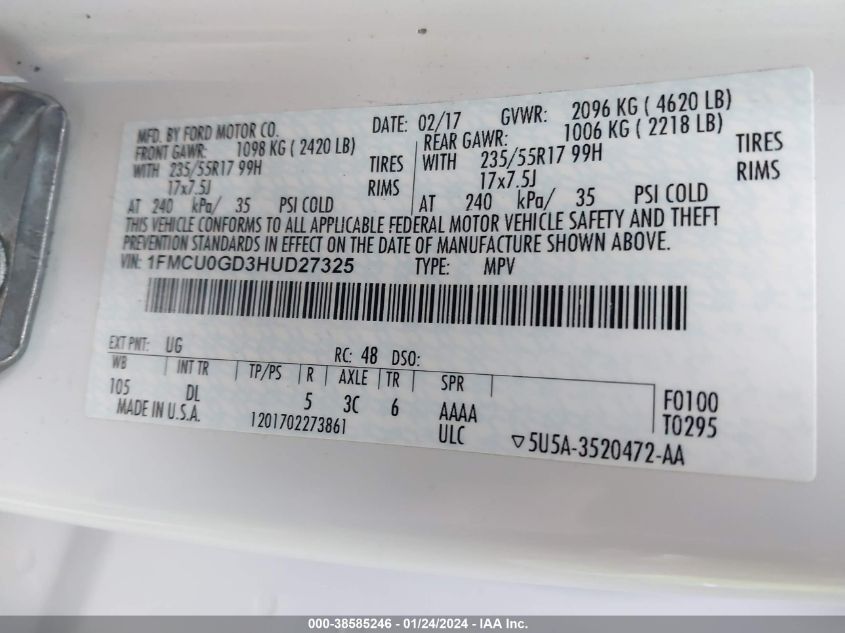 MFD. BY FORD MOTOR CO. DATE: 02/17 GVWR: 2096 KG ( 4620 LB)
FRONT GAWR: 1098 KG ( 2420 LB) REAR GAWR: 1006 KG ( 2218 LB)
WITH 235/55R17 99H TIRES WITH 235/55R17 99H TIRES
17x7.5J RIMS 17x7.5J RIMS
AT 240 kPa/ 35 PSI COLD AT 240 kPa/ 35 PSI COLD
THIS VEHICLE CONFORMS TO ALL APPLICABLE FEDERAL MOTOR VEHICLE SAFETY AND THEFT
PREVENTION STANDARDS IN EFFECT ON THE DATE OF MANUFACTURE SHOWN ABOVE.
VIN: 1FMCU0GD3HUD27325 TYPE: MPV
EXT PNT: UG RC: 48 DSO:
WB INT TR TP/PS R AXLE TR SPR
105 DL 5 3C 6 AAAA F0100
MADE IN U.S.A. 1201702273861 ULC T0295
▽5U5A-3520472-AA
000-38585246 - 01/24/2024 - IAA Inc.